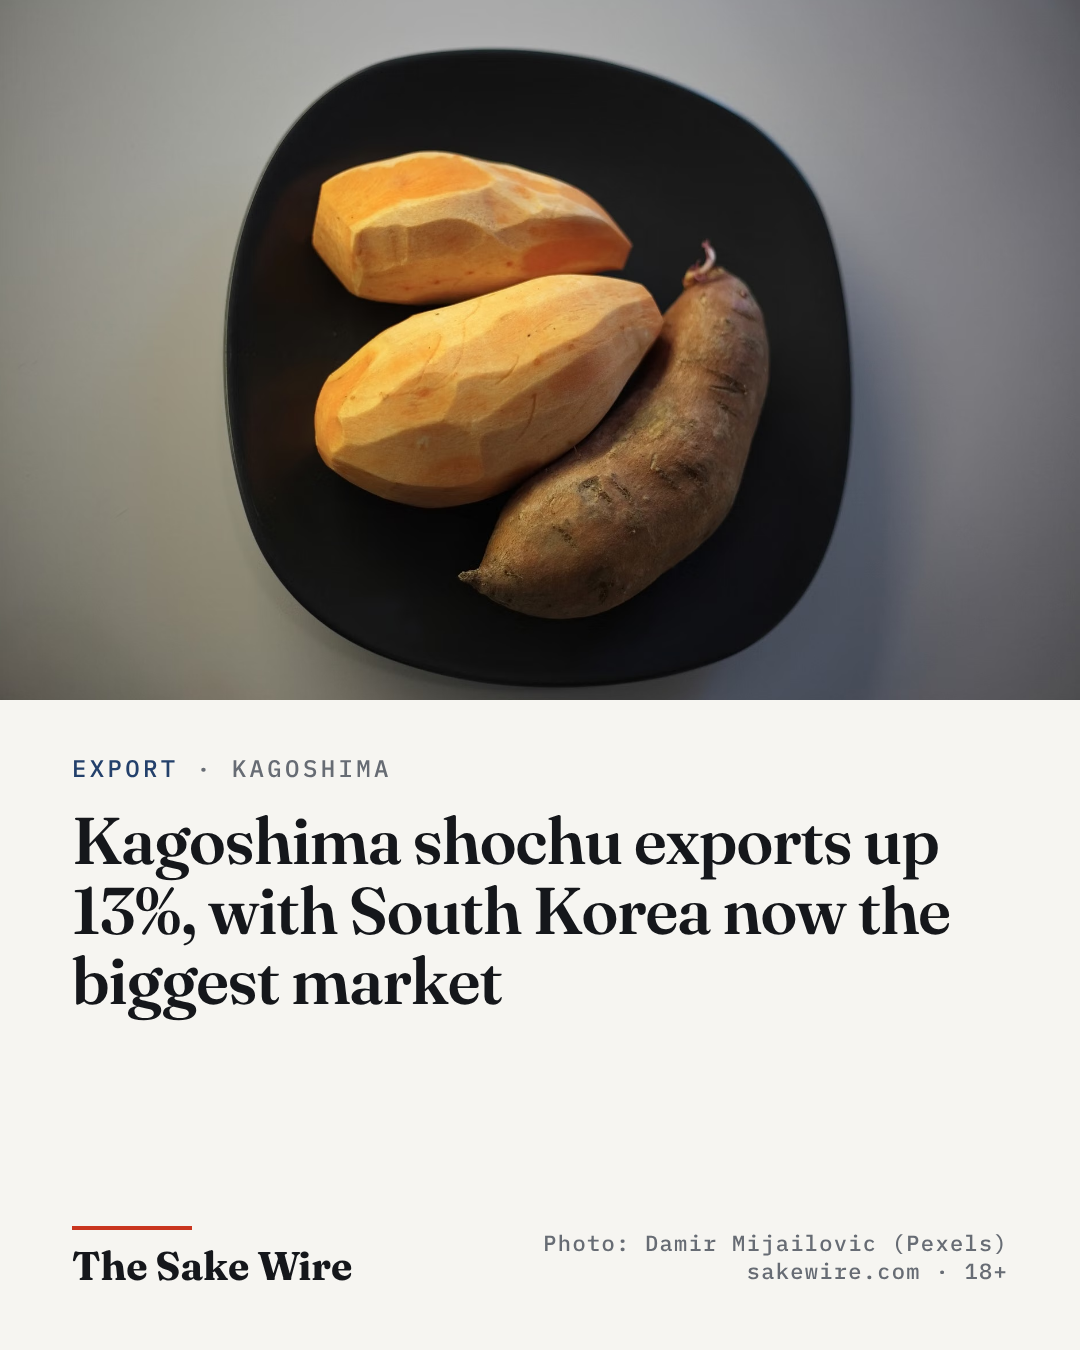 EXPORT · KAGOSHIMA
Kagoshima shochu exports up
13%, with South Korea now the
biggest market
The Sake Wire
Photo: Damir Mijailovic (Pexels)
sakewire.com · 18+